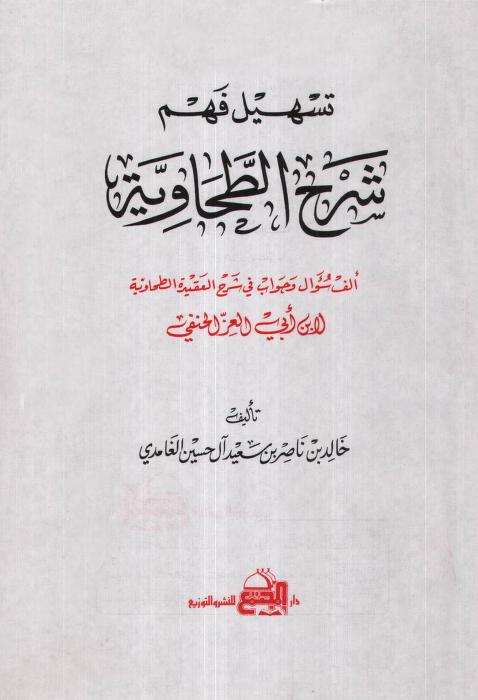 تسهيل فهم
شرح الطحاوية
ألف سؤال وجواب في شرح العقيدة الطحاوية
لابن أبي العز الحنفي
تأليف
خالد بن ناصر بن سعيد آل حسين الغامدي
دار المجتمع للنشر والتوزيع